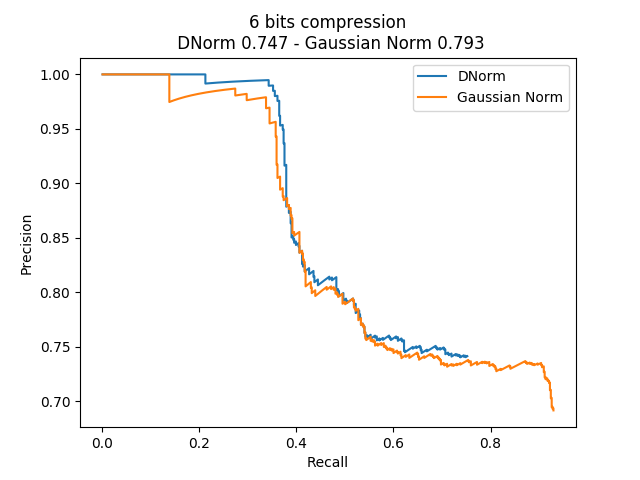 6 bits compression
DNorm 0.747 - Gaussian Norm 0.793
DNorm
Gaussian Norm
1.00
0.95
0.90
0.85
0.80
0.75
0.70
Precision
0.0 0.2 0.4 0.6 0.8
Recall